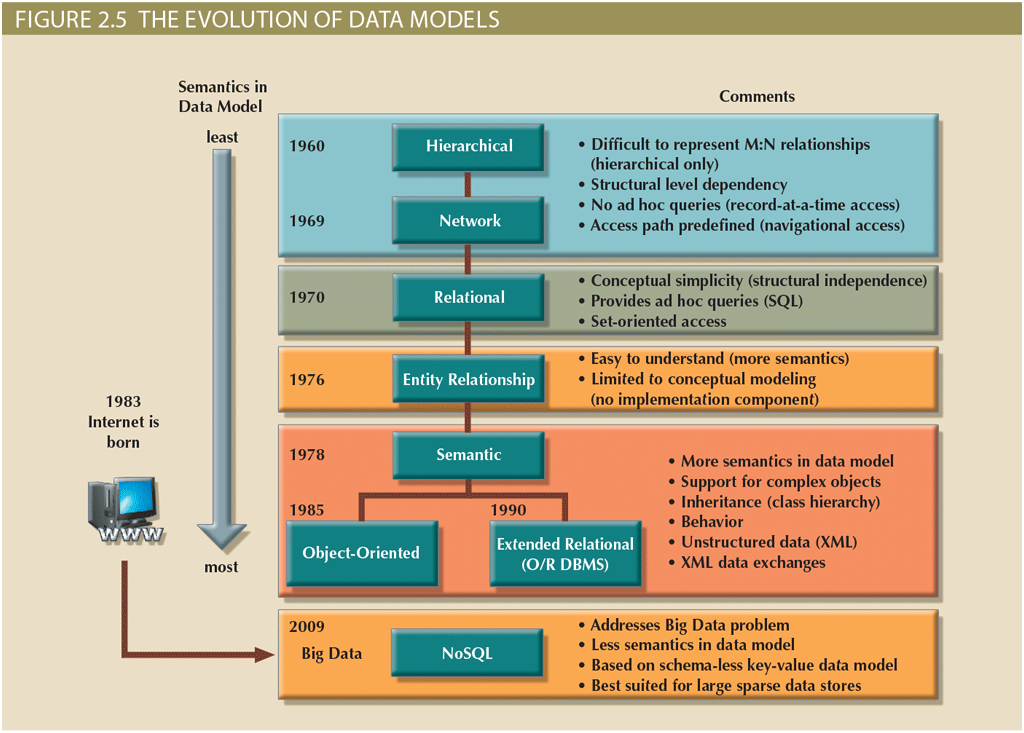 FIGURE 2.5 THE EVOLUTION OF DATA MODELS
Semantics in
Data Model
least
most
Comments
1960
Hierarchical
1969
Network
• Difficult to represent M:N relationships
(hierarchical only)
• Structural level dependency
• No ad hoc queries (record-at-a-time access)
• Access path predefined (navigational access)
1970
Relational
• Conceptual simplicity (structural independence)
• Provides ad hoc queries (SQL)
• Set-oriented access
1976
Entity Relationship
• Easy to understand (more semantics)
• Limited to conceptual modeling
(no implementation component)
1983
Internet is
born
WWW
1978
Semantic
1985
Object-Oriented
1990
Extended Relational
(O/R DBMS)
• More semantics in data model
• Support for complex objects
• Inheritance (class hierarchy)
• Behavior
• Unstructured data (XML)
• XML data exchanges
2009
Big Data
NoSQL
• Addresses Big Data problem
• Less semantics in data model
• Based on schema-less key-value data model
• Best suited for large sparse data stores